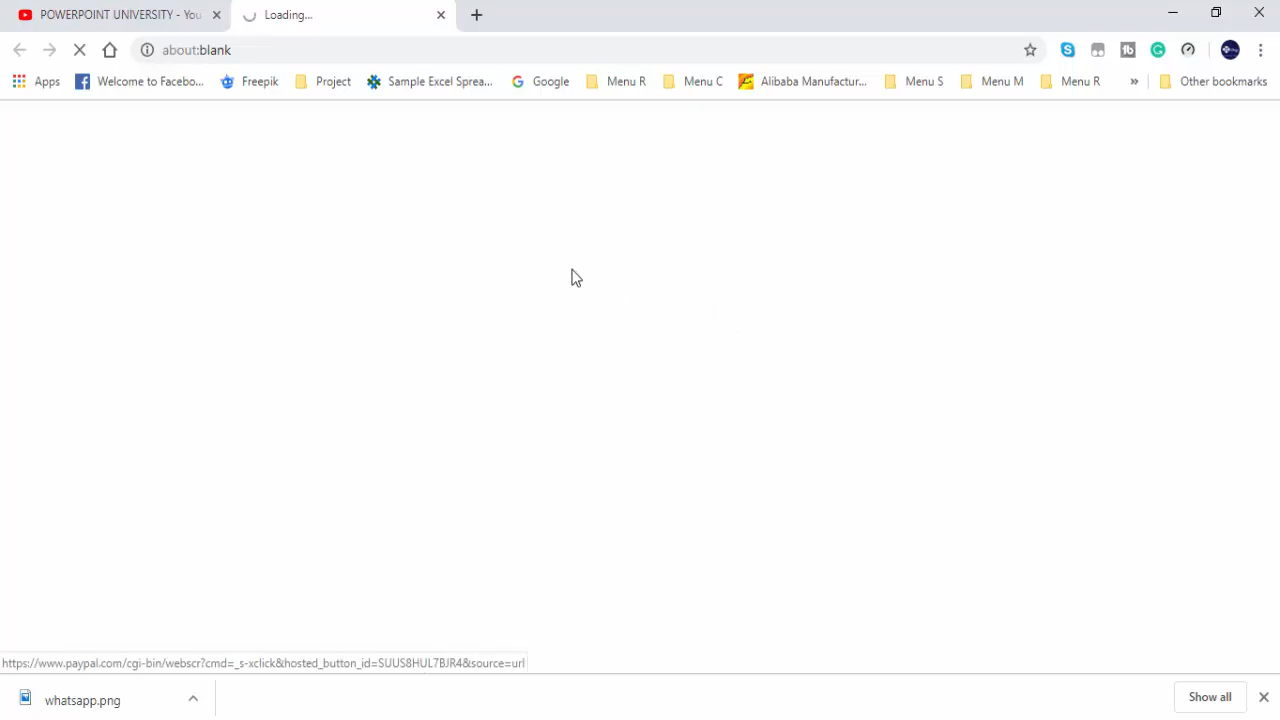 POWERPOINT UNIVERSITY - You
Loading...
about:blank
Apps
Welcome to Facebo...
Freepik
Project
Sample Excel Sprea...
Google
Menu R
Menu C
Alibaba Manufactur...
Menu S
Menu M
Menu R
»
Other bookmarks
https://www.paypal.com/cgi-bin/webscr?cmd=_s-xclick&hosted_button_id=SUUS8HUL7BJR4&source=url
whatsapp.png
Show all